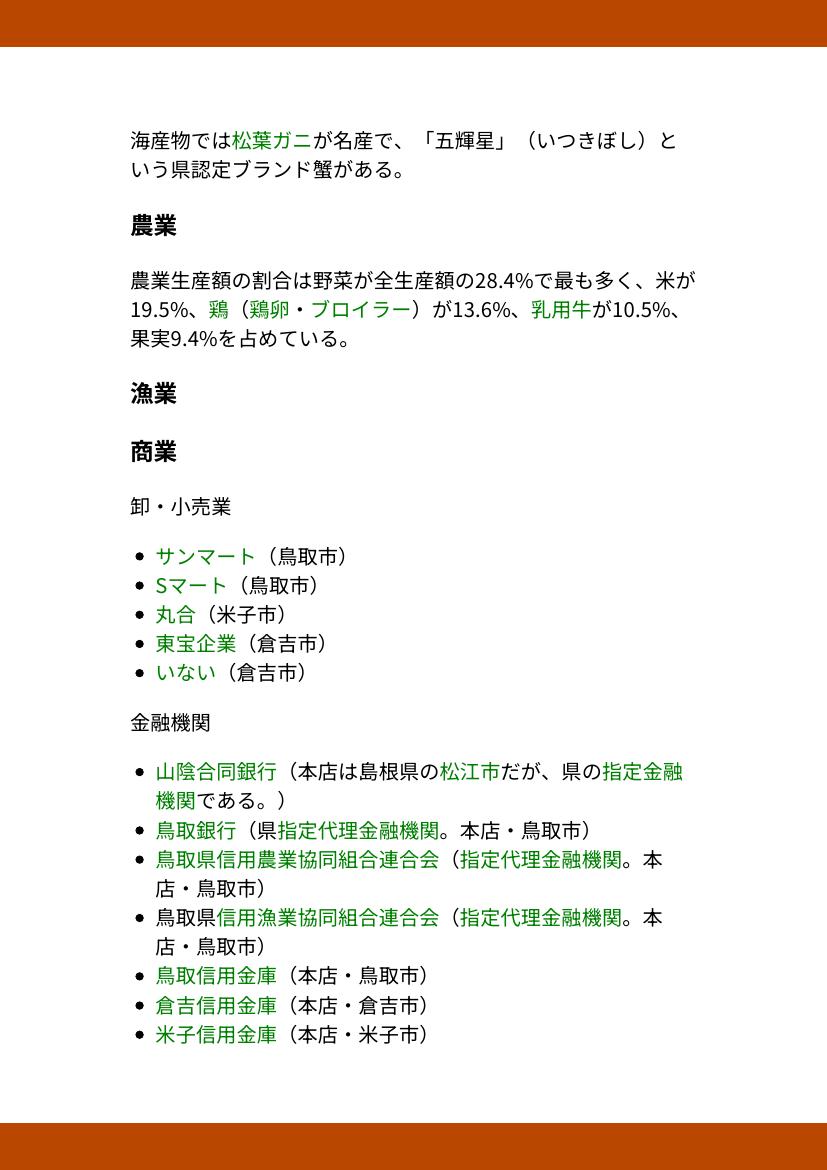 海産物では松葉ガニが名産で、「五輝星」（いつきぼし）と
いう県認定ブランド蟹がある。
農業
農業生産額の割合は野菜が全生産額の28.4%で最も多く、米が
19.5%、鶏（鶏卵・ブロイラー）が13.6%、乳用牛が10.5%、
果実9.4%を占めている。
漁業
商業
卸・小売業
• サンマート（鳥取市）
• Sマート（鳥取市）
• 丸合（米子市）
• 東宝企業（倉吉市）
• いない（倉吉市）
金融機関
• 山陰合同銀行（本店は島根県の松江市だが、県の指定金融
機関である。）
• 鳥取銀行（県指定代理金融機関。本店・鳥取市）
• 鳥取県信用農業協同組合連合会（指定代理金融機関。本
店・鳥取市）
• 鳥取県信用漁業協同組合連合会（指定代理金融機関。本
店・鳥取市）
• 鳥取信用金庫（本店・鳥取市）
• 倉吉信用金庫（本店・倉吉市）
• 米子信用金庫（本店・米子市）